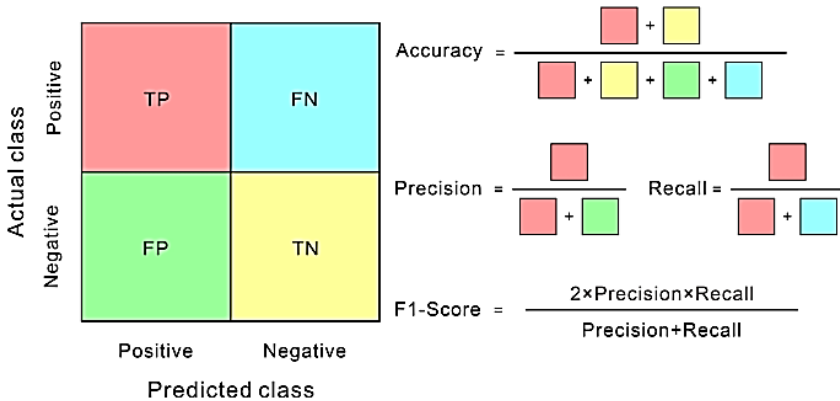 Actual class
Positive
Negative
TP
FN
FP
TN
Positive
Negative
Predicted class
Accuracy =
+
+ + +
Precision =
+
Recall =
+
F1-Score =
2×Precision×Recall
Precision+Recall